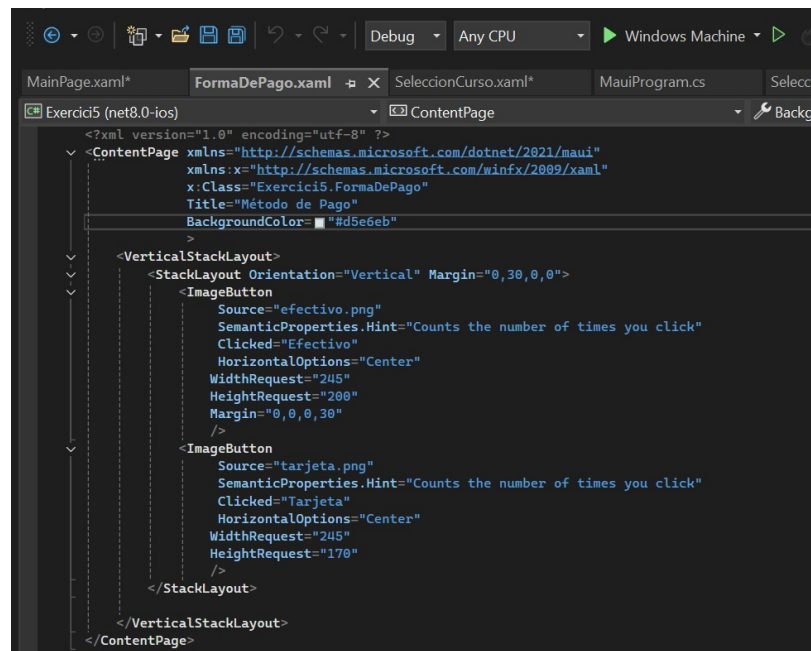 Debug Any CPU Windows Machine
MainPage.xaml* FormaDePago.xaml SeleccionCurso.xaml* MauiProgram.cs Selecc
C# Exercici5 (net8.0-ios) ContentPage Backg
<?xml version="1.0" encoding="utf-8" ?>
<ContentPage xmlns="http://schemas.microsoft.com/dotnet/2021/maui"
xmlns:x="http://schemas.microsoft.com/winfx/2009/xaml"
x:Class="Exercici5.FormaDePago"
Title="Método de Pago"
BackgroundColor="#d5e6eb"
>
<VerticalStackLayout>
<StackLayout Orientation="Vertical" Margin="0,30,0,0">
<ImageButton
Source="efectivo.png"
SemanticProperties.Hint="Counts the number of times you click"
Clicked="Efectivo"
HorizontalOptions="Center"
WidthRequest="245"
HeightRequest="200"
Margin="0,0,0,30"
/>
<ImageButton
Source="tarjeta.png"
SemanticProperties.Hint="Counts the number of times you click"
Clicked="Tarjeta"
HorizontalOptions="Center"
WidthRequest="245"
HeightRequest="170"
/>
</StackLayout>
</VerticalStackLayout>
</ContentPage>